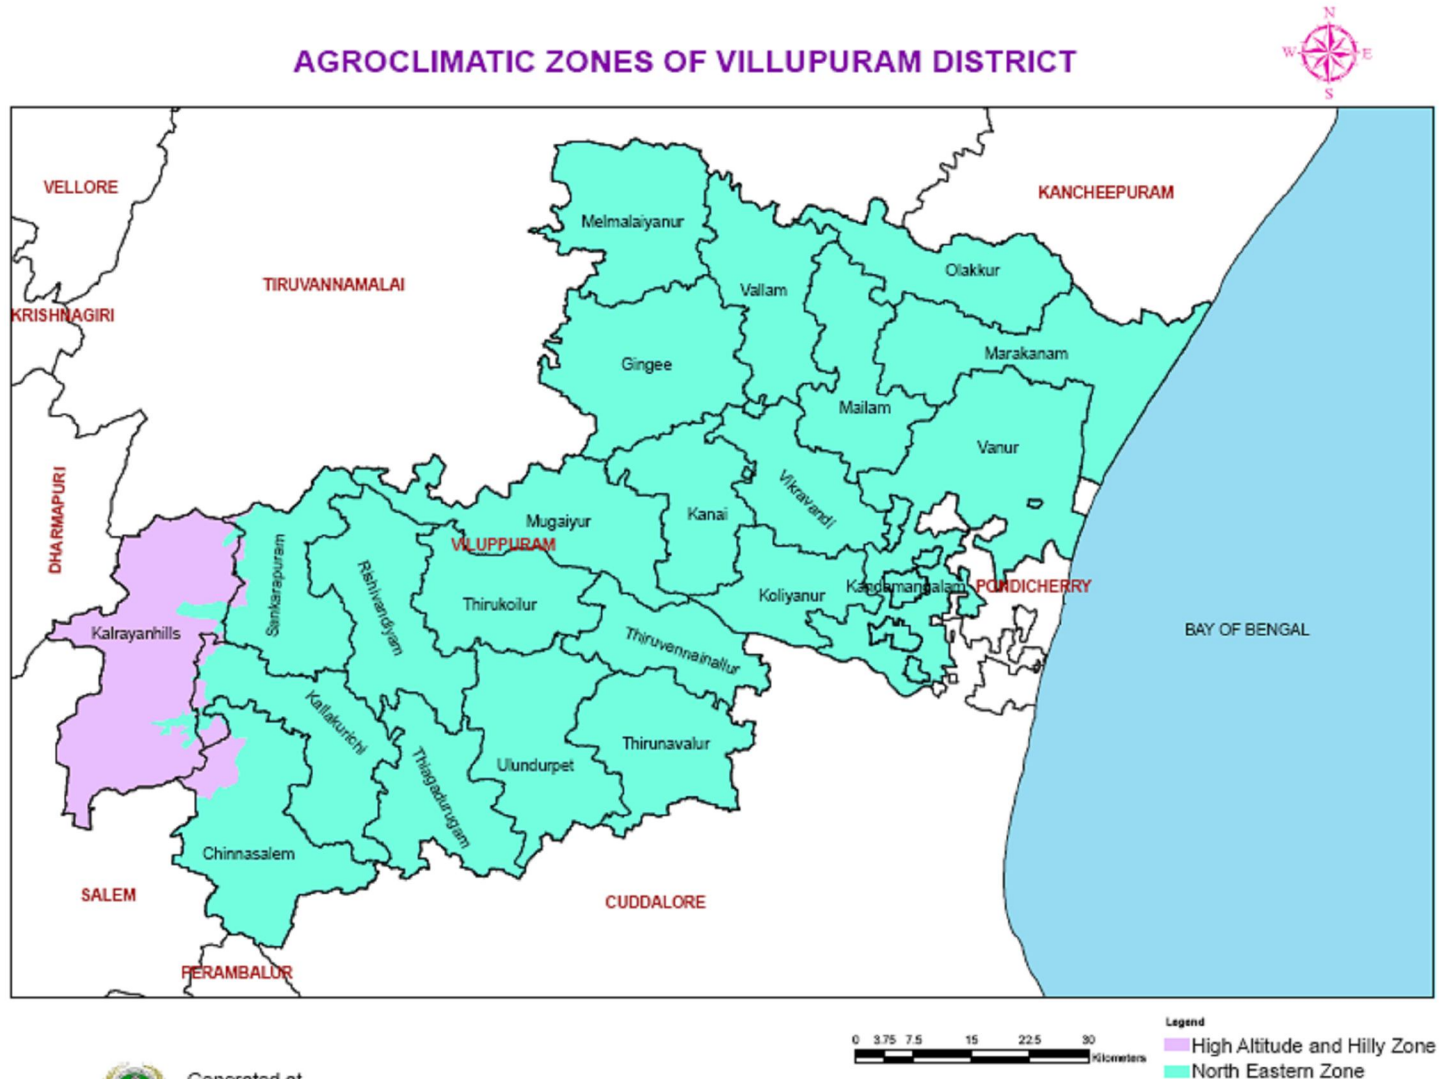 N
AGROCLIMATIC ZONES OF VILLUPURAM DISTRICT
W E
S
VELLORE
KANCHEEPURAM
Melmalaiyanur
Olakkur
TIRUVANNAMALAI
Vallam
KRISHNAGIRI
Marakanam
Gingee
Mailam
Vanur
DHARMAPURI
Vikravandi
Kanai
Mugaiyur
VILUPPURAM
Sankarapuram
Rishivandiyam
Thirukoilur
Koliyanur
Kandamangalam
PONDICHERRY
Kalrayanhills
Thiruvennainallur
BAY OF BENGAL
Kallakurichi
Thirunavalur
Ulundurpet
Thiagadurugam
Chinnasalem
SALEM
CUDDALORE
PERAMBALUR
Legend
0 3.75 7.5 15 22.5 30
Kilometers
High Altitude and Hilly Zone
North Eastern Zone
Generated at